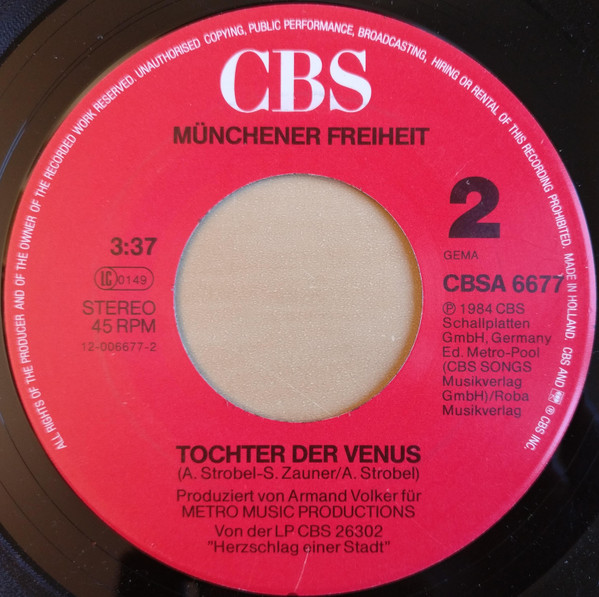 ALL RIGHTS OF THE PRODUCER AND OF THE OWNER OF THE RECORDED WORK RESERVED. UNAUTHORISED COPYING, PUBLIC PERFORMANCE, BROADCASTING, HIRING OR RENTAL OF THIS RECORDING PROHIBITED. MADE IN HOLLAND. CBS AND ® CBS INC.
CBS
MÜNCHENER FREIHEIT
2
3:37
GEMA
LC 0149
CBSA 6677
STEREO
45 RPM
12-006677-2
℗ 1984 CBS
Schallplatten
GmbH, Germany
Ed. Metro-Pool
(CBS SONGS
Musikverlag
GmbH)/Roba
Musikverlag
TOCHTER DER VENUS
(A. Strobel-S. Zauner/A. Strobel)
Produziert von Armand Volker für
METRO MUSIC PRODUCTIONS
Von der LP CBS 26302
"Herzschlag einer Stadt"